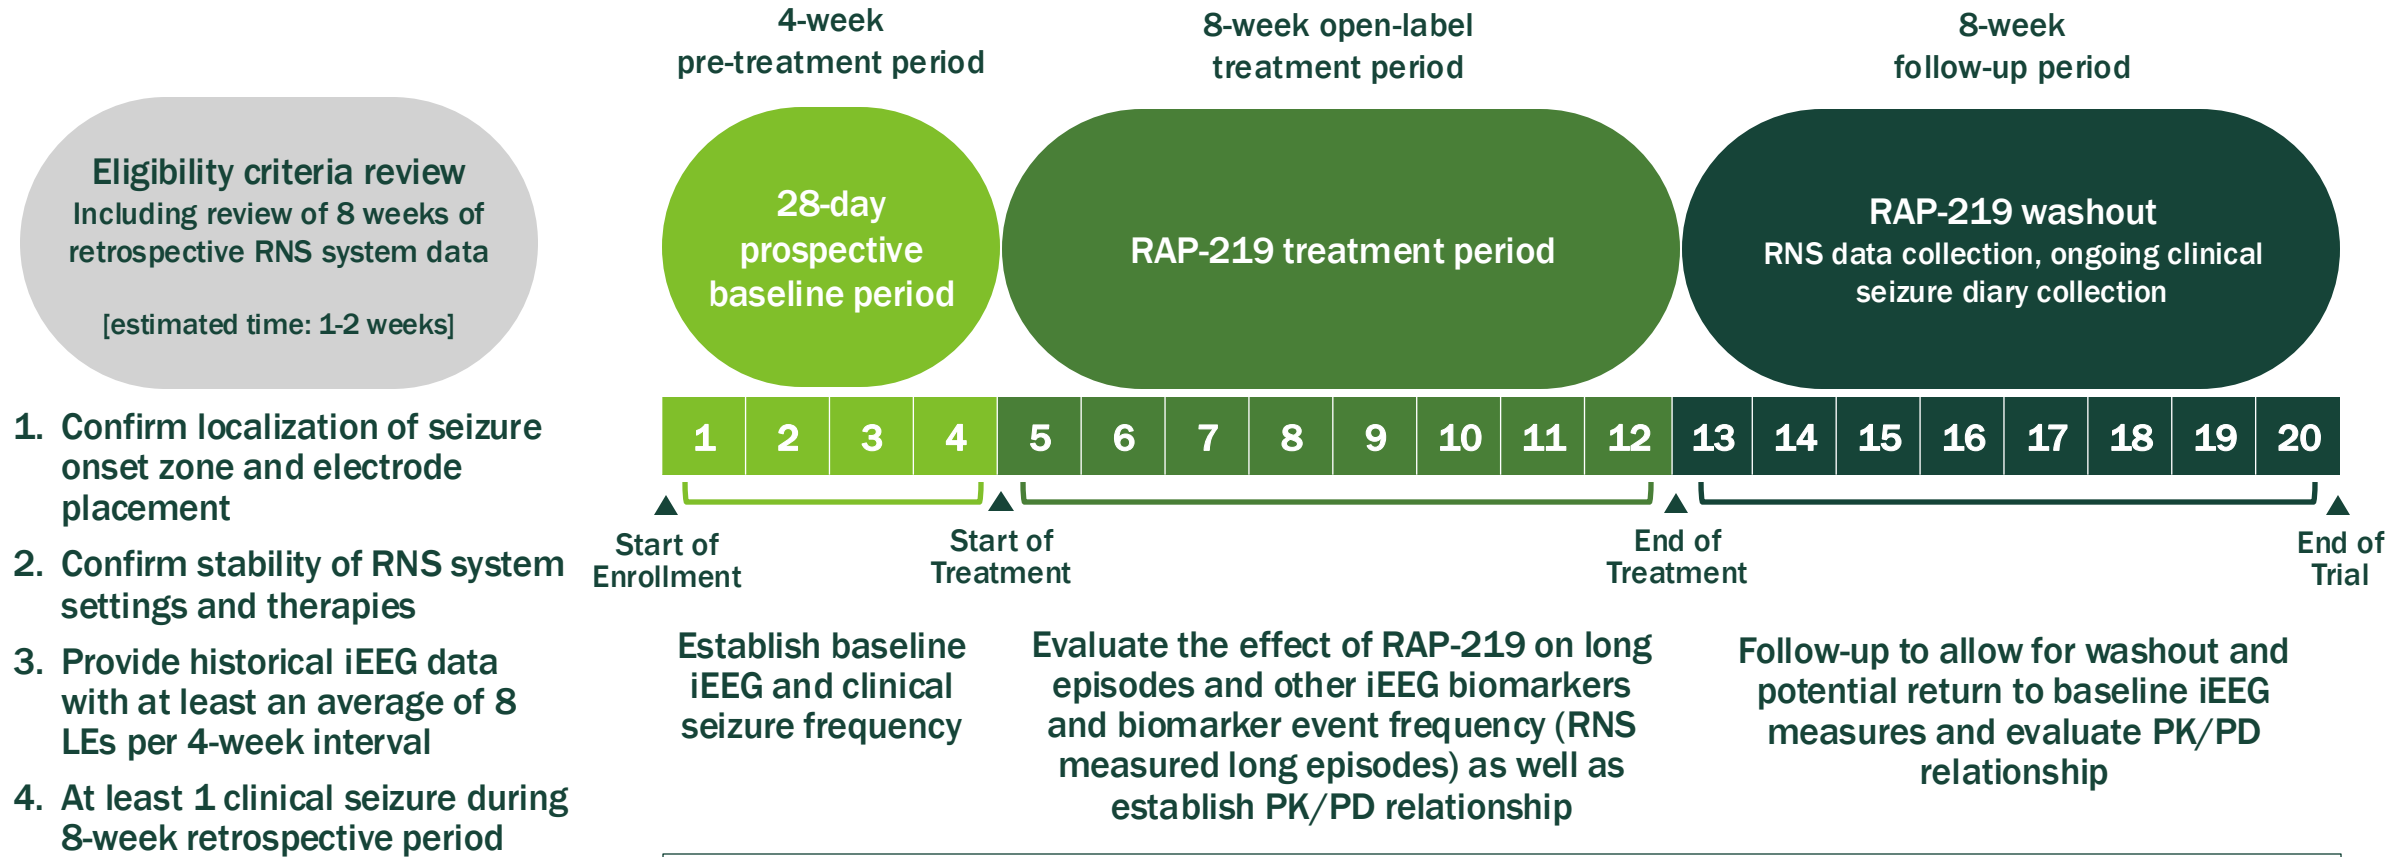 4-week
pre-treatment period
8-week open-label
treatment period
8-week
follow-up period
Eligibility criteria review
Including review of 8 weeks of
retrospective RNS system data
[estimated time: 1-2 weeks]
28-day
prospective
baseline period
RAP-219 treatment period
RAP-219 washout
RNS data collection, ongoing clinical
seizure diary collection
1 2 3 4 5 6 7 8 9 10 11 12 13 14 15 16 17 18 19 20
Start of
Enrollment
Start of
Treatment
End of
Treatment
End of
Trial
1. Confirm localization of seizure
onset zone and electrode
placement
2. Confirm stability of RNS system
settings and therapies
3. Provide historical iEEG data
with at least an average of 8
LEs per 4-week interval
4. At least 1 clinical seizure during
8-week retrospective period
Establish baseline
iEEG and clinical
seizure frequency
Evaluate the effect of RAP-219 on long
episodes and other iEEG biomarkers
and biomarker event frequency (RNS
measured long episodes) as well as
establish PK/PD relationship
Follow-up to allow for washout and
potential return to baseline iEEG
measures and evaluate PK/PD
relationship